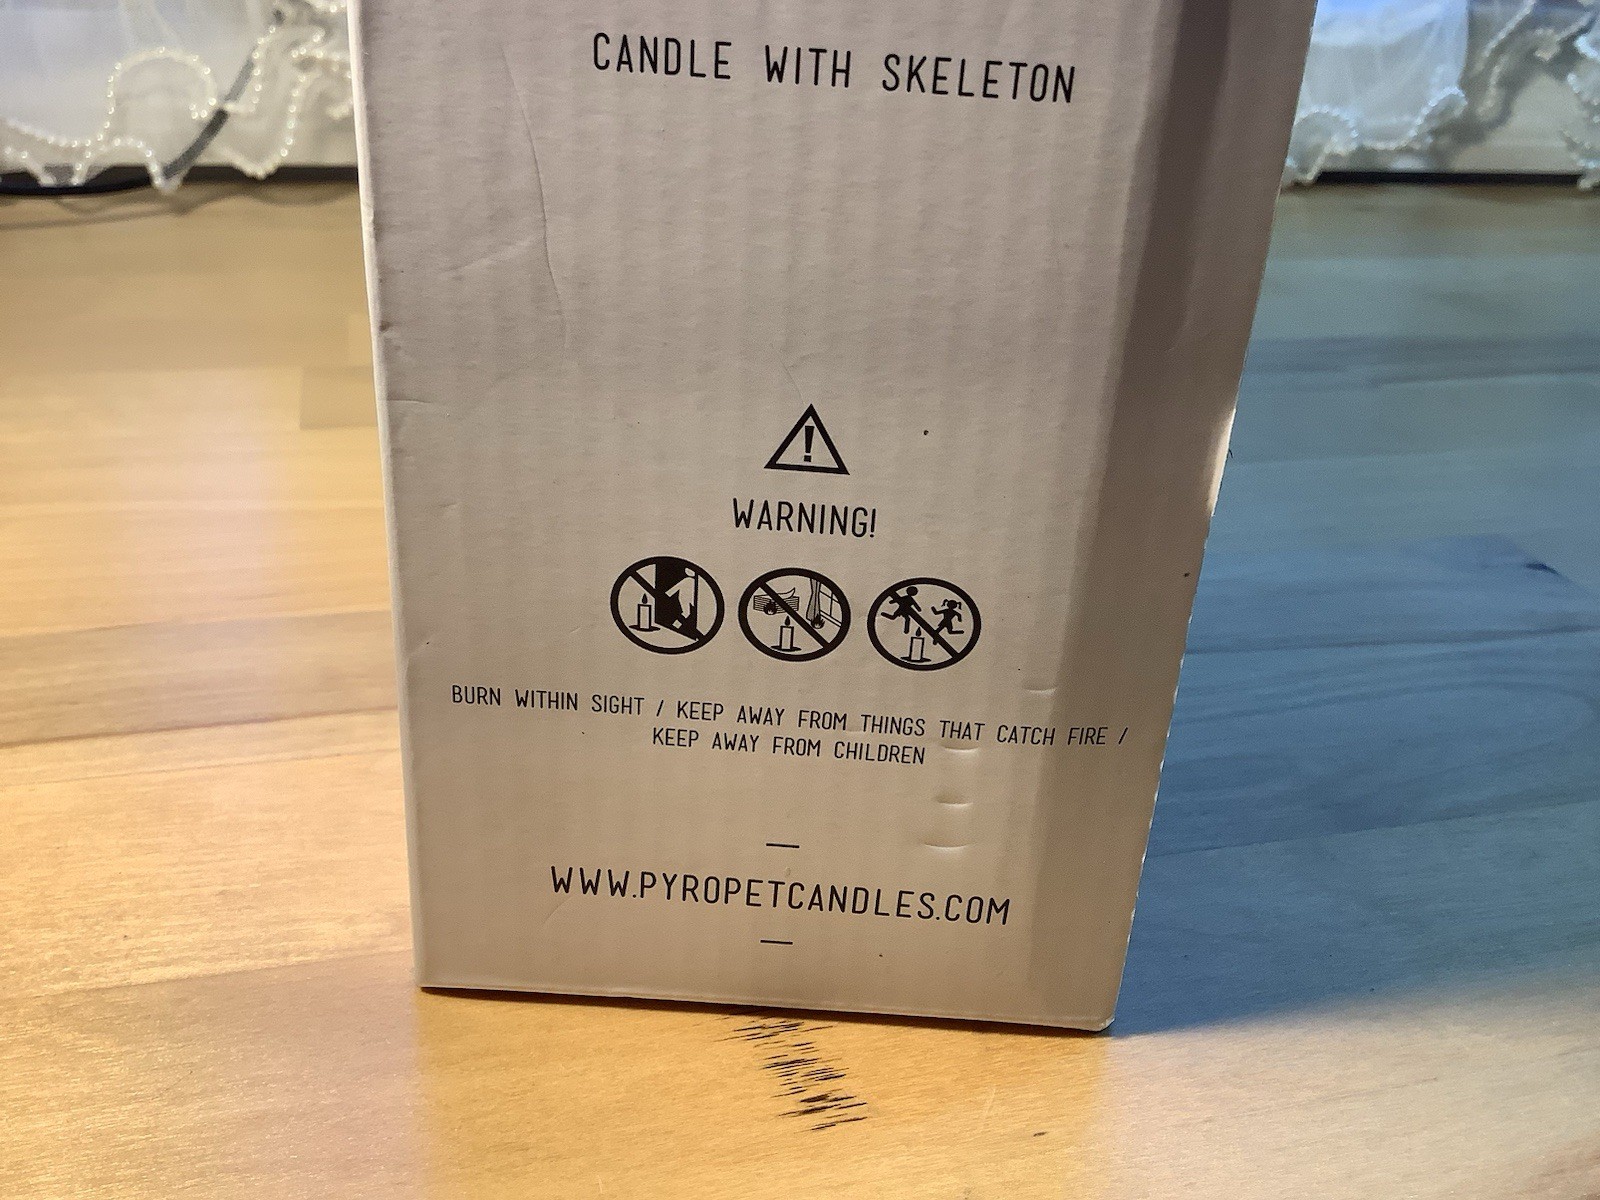 CANDLE WITH SKELETON
WARNING!
BURN WITHIN SIGHT / KEEP AWAY FROM THINGS THAT CATCH FIRE /
KEEP AWAY FROM CHILDREN
WWW.PYROPETCANDLES.COM